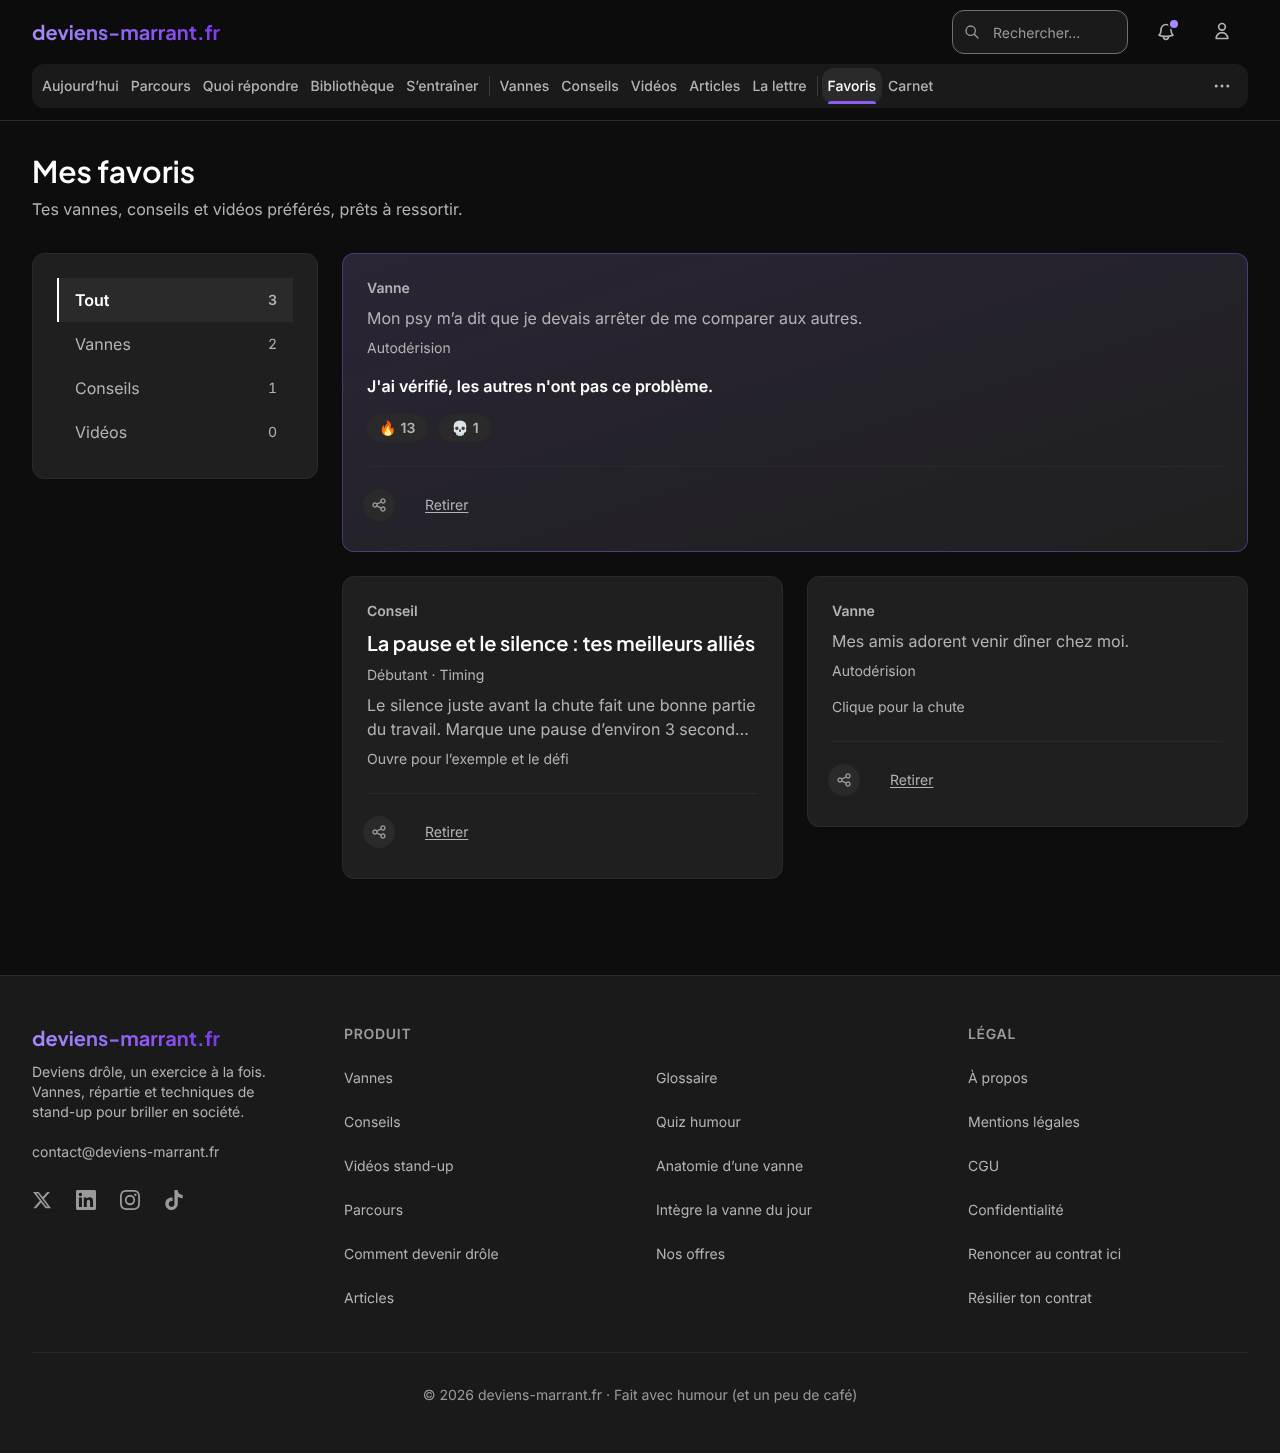 deviens-marrant.fr
Rechercher...
Aujourd’hui Parcours Quoi répondre Bibliothèque S’entraîner Vannes Conseils Vidéos Articles La lettre Favoris Carnet
Mes favoris
Tes vannes, conseils et vidéos préférés, prêts à ressortir.
Tout 3
Vannes 2
Conseils 1
Vidéos 0
Vanne
Mon psy m’a dit que je devais arrêter de me comparer aux autres.
Autodérision
J'ai vérifié, les autres n'ont pas ce problème.
🔥 13 💀 1
Retirer
Conseil
La pause et le silence : tes meilleurs alliés
Débutant · Timing
Le silence juste avant la chute fait une bonne partie
du travail. Marque une pause d’environ 3 second…
Ouvre pour l’exemple et le défi
Retirer
Vanne
Mes amis adorent venir dîner chez moi.
Autodérision
Clique pour la chute
Retirer
deviens-marrant.fr
Deviens drôle, un exercice à la fois.
Vannes, répartie et techniques de
stand-up pour briller en société.
contact@deviens-marrant.fr
PRODUIT
Vannes
Conseils
Vidéos stand-up
Parcours
Comment devenir drôle
Articles
Glossaire
Quiz humour
Anatomie d’une vanne
Intègre la vanne du jour
Nos offres
LÉGAL
À propos
Mentions légales
CGU
Confidentialité
Renoncer au contrat ici
Résilier ton contrat
© 2026 deviens-marrant.fr · Fait avec humour (et un peu de café)